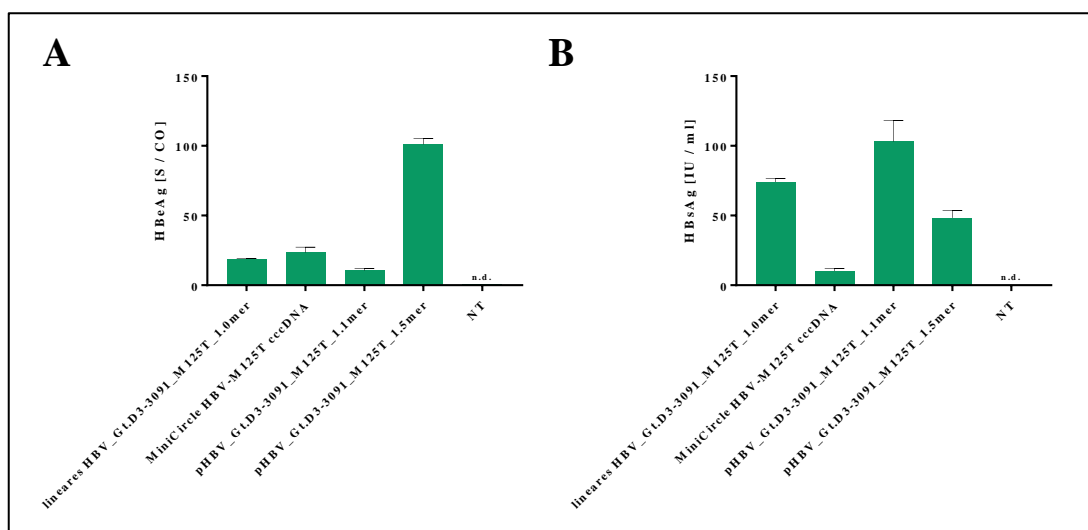 A
HBeAg [S / CO]
150
100
50
0
n.d.
lineares HBV_Gt.D3-3091_M125T_1.0mer
MiniCircle HBV-M125T cccDNA
pHBV_Gt.D3-3091_M125T_1.1mer
pHBV_Gt.D3-3091_M125T_1.5mer
NT
B
HBsAg [IU / ml]
150
100
50
0
n.d.
lineares HBV_Gt.D3-3091_M125T_1.0mer
MiniCircle HBV-M125T cccDNA
pHBV_Gt.D3-3091_M125T_1.1mer
pHBV_Gt.D3-3091_M125T_1.5mer
NT